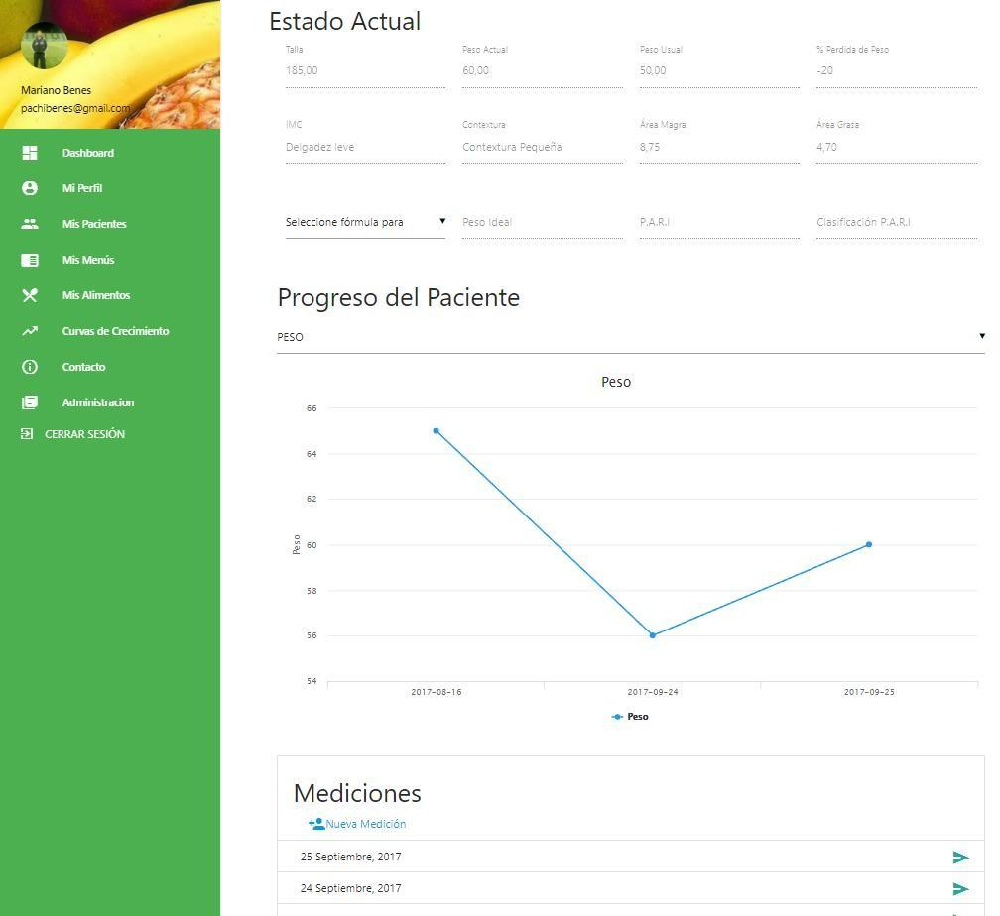 Mariano Benes
pachibenes@gmail.com
Dashboard
Mi Perfil
Mis Pacientes
Mis Menús
Mis Alimentos
Curvas de Crecimiento
Contacto
Administracion
CERRAR SESIÓN
Estado Actual
Talla Peso Actual Peso Usual % Perdida de Peso
185,00 60,00 50,00 -20
IMC Contextura Área Magra Área Grasa
Delgadez leve Contextura Pequeña 8,75 4,70
Seleccione fórmula para Peso Ideal P.A.R.I Clasificación P.A.R.I
Progreso del Paciente
PESO
Peso
66
64
62
60
58
56
54
Peso
2017-08-16 2017-09-24 2017-09-25
Peso
Mediciones
Nueva Medición
25 Septiembre, 2017
24 Septiembre, 2017